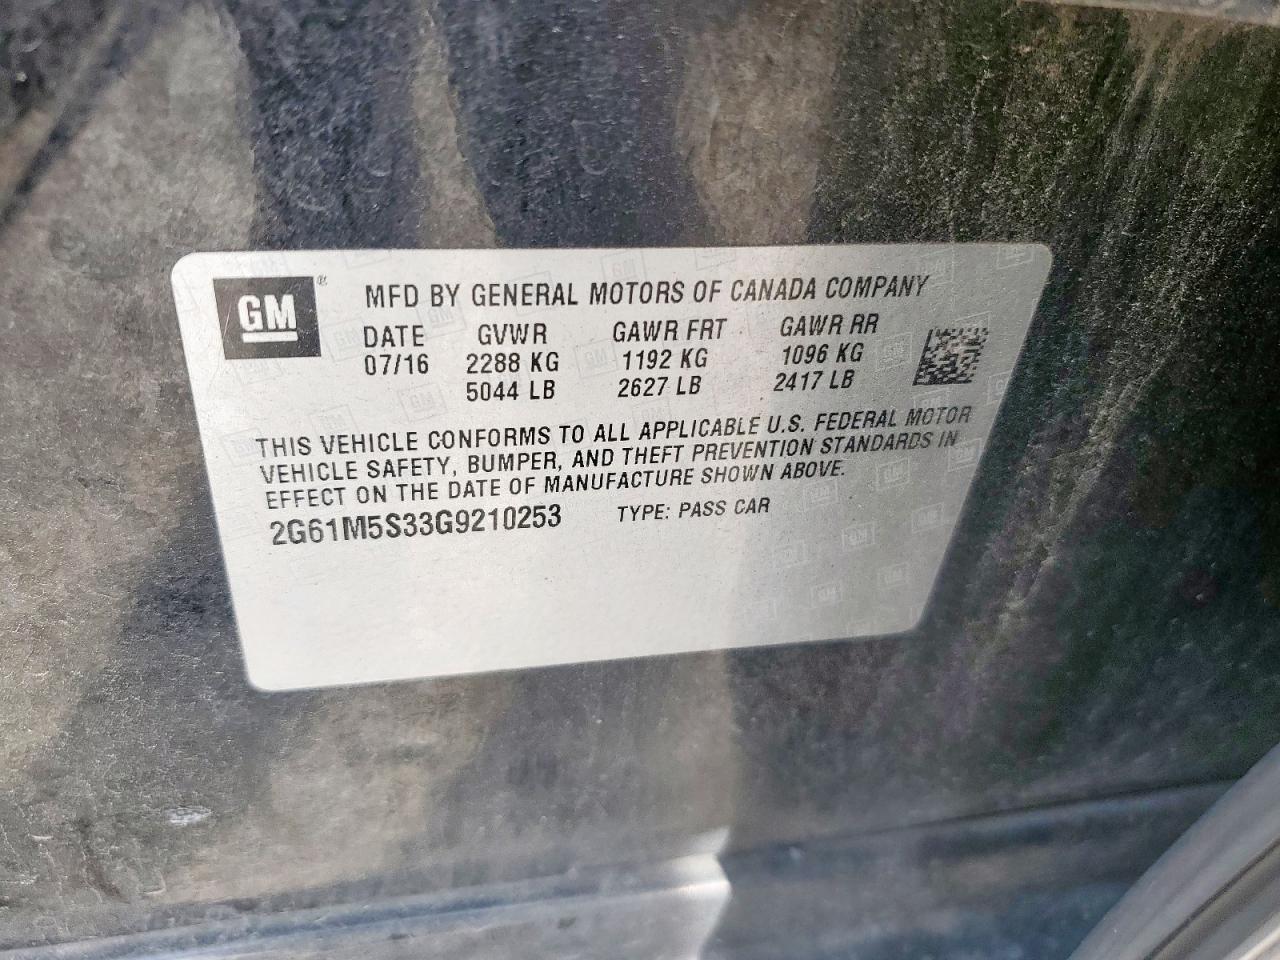 GM®
MFD BY GENERAL MOTORS OF CANADA COMPANY
DATE GVWR GAWR FRT GAWR RR
07/16 2288 KG 1192 KG 1096 KG
5044 LB 2627 LB 2417 LB
THIS VEHICLE CONFORMS TO ALL APPLICABLE U.S. FEDERAL MOTOR
VEHICLE SAFETY, BUMPER, AND THEFT PREVENTION STANDARDS IN
EFFECT ON THE DATE OF MANUFACTURE SHOWN ABOVE.
2G61M5S33G9210253 TYPE: PASS CAR